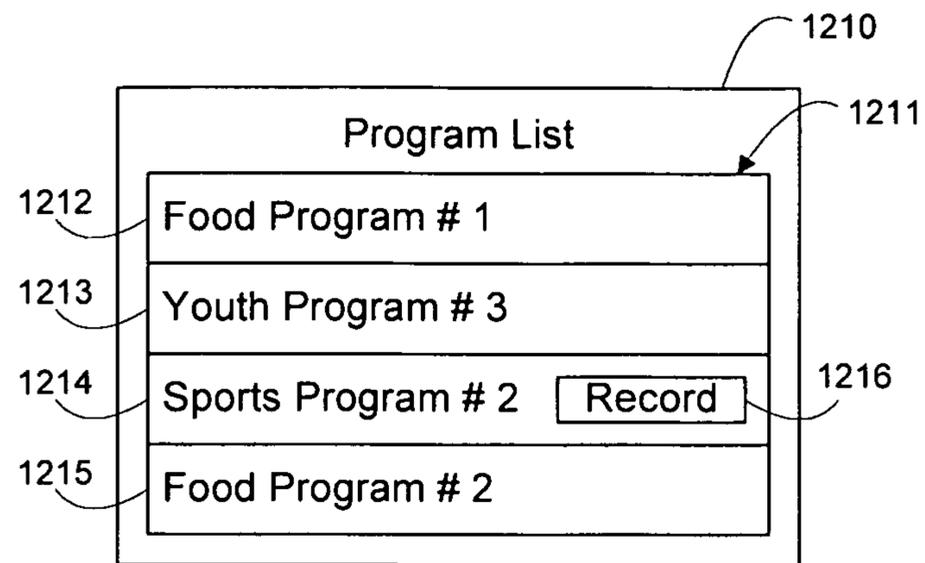 1210
1211
Program List
1212
Food Program # 1
1213
Youth Program # 3
1214
Sports Program # 2 Record
1216
1215
Food Program # 2